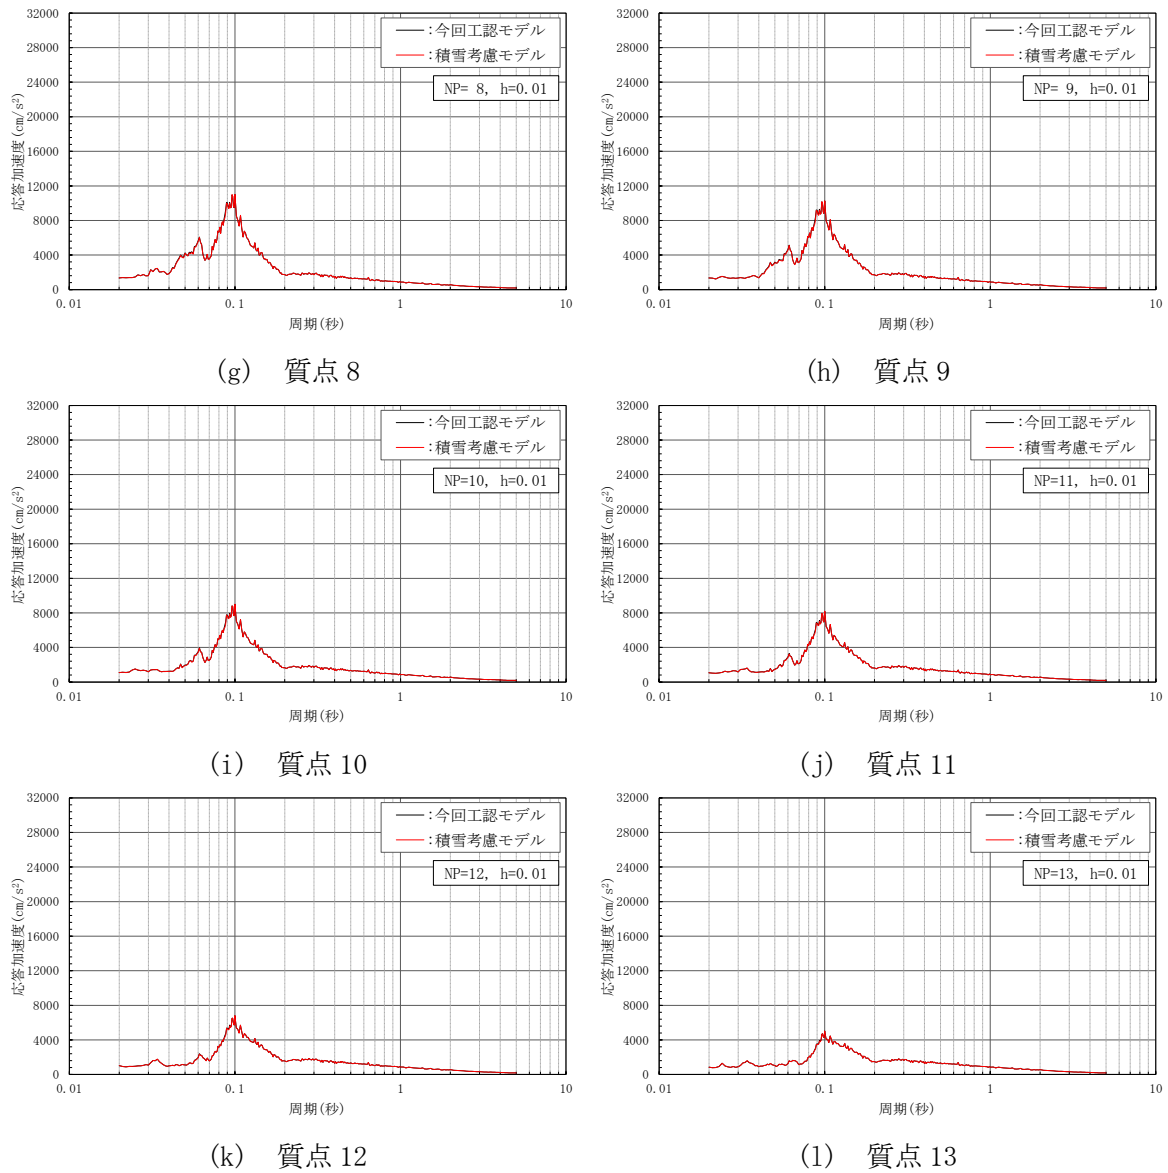 32000
28000
24000
20000
16000
12000
8000
4000
0
応答加速度(cm/s²)
0.01
0.1
1
10
周期(秒)
:今回工認モデル
:積雪考慮モデル
NP= 8, h=0.01
(g) 質点 8
32000
28000
24000
20000
16000
12000
8000
4000
0
応答加速度(cm/s²)
0.01
0.1
1
10
周期(秒)
:今回工認モデル
:積雪考慮モデル
NP= 9, h=0.01
(h) 質点 9
32000
28000
24000
20000
16000
12000
8000
4000
0
応答加速度(cm/s²)
0.01
0.1
1
10
周期(秒)
:今回工認モデル
:積雪考慮モデル
NP=10, h=0.01
(i) 質点 10
32000
28000
24000
20000
16000
12000
8000
4000
0
応答加速度(cm/s²)
0.01
0.1
1
10
周期(秒)
:今回工認モデル
:積雪考慮モデル
NP=11, h=0.01
(j) 質点 11
32000
28000
24000
20000
16000
12000
8000
4000
0
応答加速度(cm/s²)
0.01
0.1
1
10
周期(秒)
:今回工認モデル
:積雪考慮モデル
NP=12, h=0.01
(k) 質点 12
32000
28000
24000
20000
16000
12000
8000
4000
0
応答加速度(cm/s²)
0.01
0.1
1
10
周期(秒)
:今回工認モデル
:積雪考慮モデル
NP=13, h=0.01
(l) 質点 13